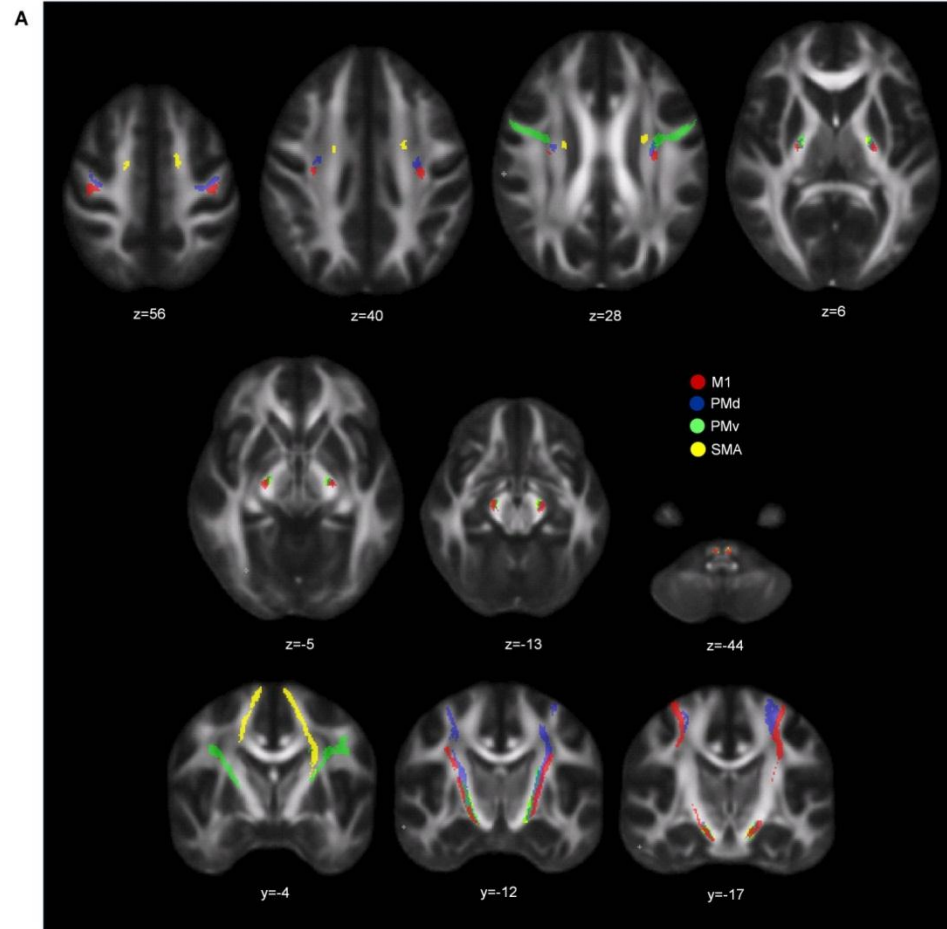 A
z=56
z=40
z=28
z=6
M1
PMd
PMv
SMA
z=-5
z=-13
z=-44
y=-4
y=-12
y=-17